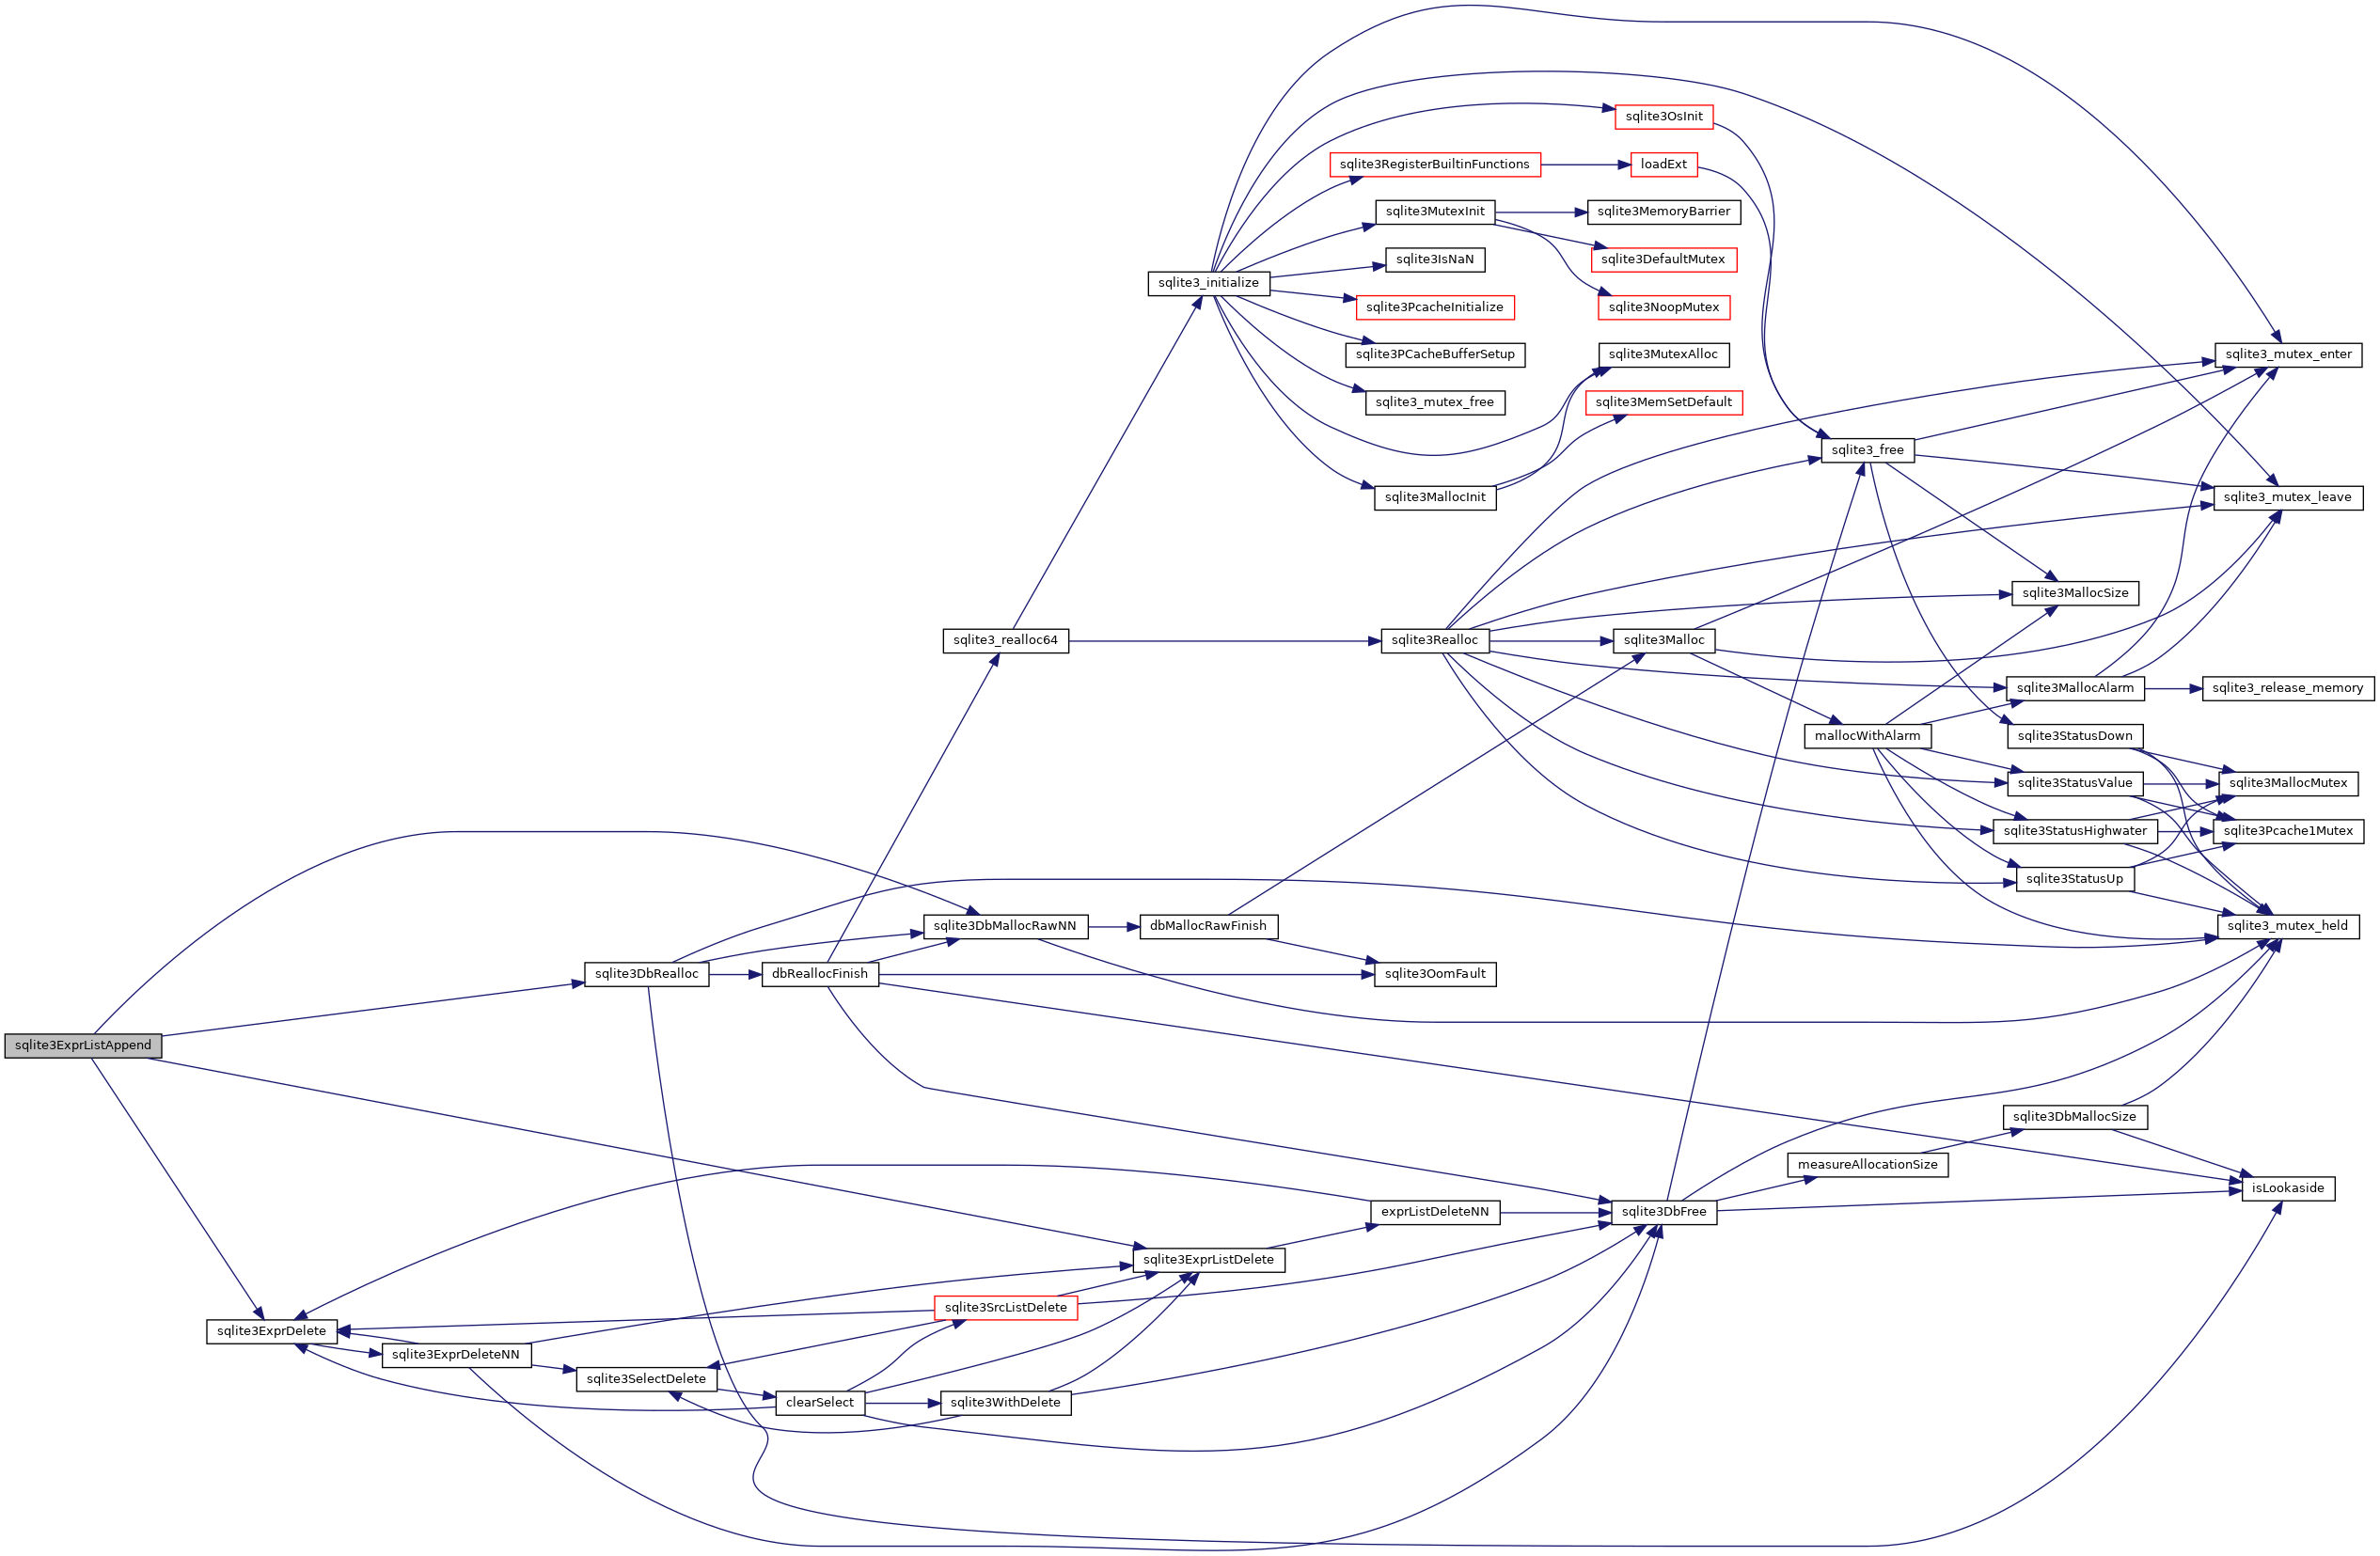 sqlite3ExprListAppend
sqlite3ExprDelete
sqlite3ExprDeleteNN
sqlite3DbRealloc
sqlite3SelectDelete
dbReallocFinish
clearSelect
sqlite3_realloc64
sqlite3DbMallocRawNN
sqlite3SrcListDelete
sqlite3WithDelete
sqlite3_initialize
dbMallocRawFinish
sqlite3ExprListDelete
sqlite3RegisterBuiltinFunctions
sqlite3MutexInit
sqlite3IsNaN
sqlite3PcacheInitialize
sqlite3PCacheBufferSetup
sqlite3_mutex_free
sqlite3MallocInit
sqlite3Realloc
sqlite3OomFault
exprListDeleteNN
sqlite3OsInit
loadExt
sqlite3MemoryBarrier
sqlite3DefaultMutex
sqlite3NoopMutex
sqlite3MutexAlloc
sqlite3MemSetDefault
sqlite3Malloc
sqlite3DbFree
sqlite3_free
mallocWithAlarm
measureAllocationSize
sqlite3MallocSize
sqlite3MallocAlarm
sqlite3StatusDown
sqlite3StatusValue
sqlite3StatusHighwater
sqlite3StatusUp
sqlite3DbMallocSize
sqlite3_mutex_enter
sqlite3_mutex_leave
sqlite3_release_memory
sqlite3MallocMutex
sqlite3Pcache1Mutex
sqlite3_mutex_held
isLookaside